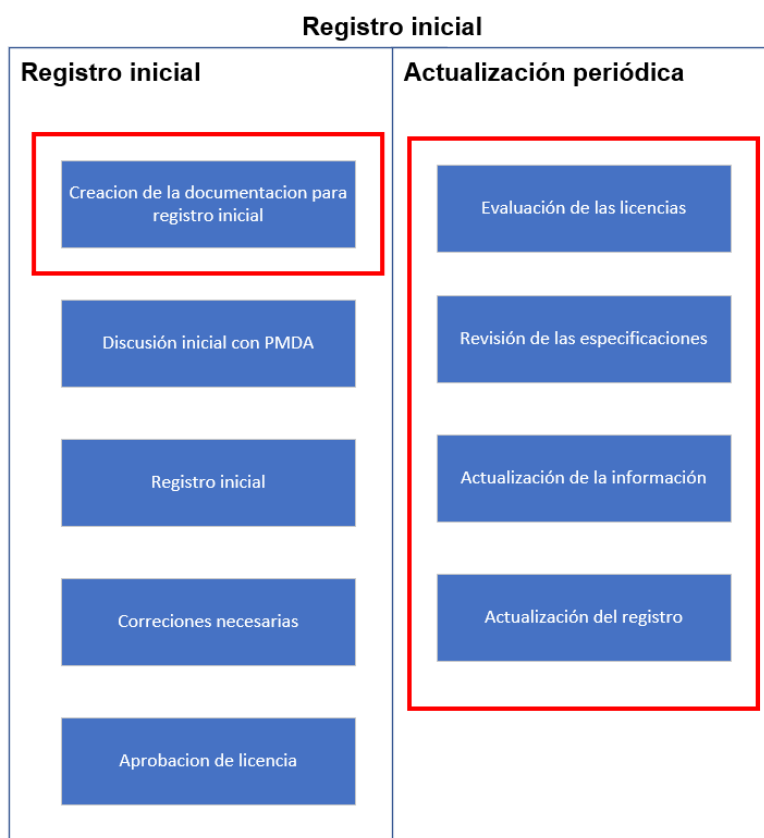 Registro inicial
Registro inicial
Creacion de la documentacion para
registro inicial
Discusión inicial con PMDA
Registro inicial
Correciones necesarias
Aprobacion de licencia
Actualización periódica
Evaluación de las licencias
Revisión de las especificaciones
Actualización de la información
Actualización del registro